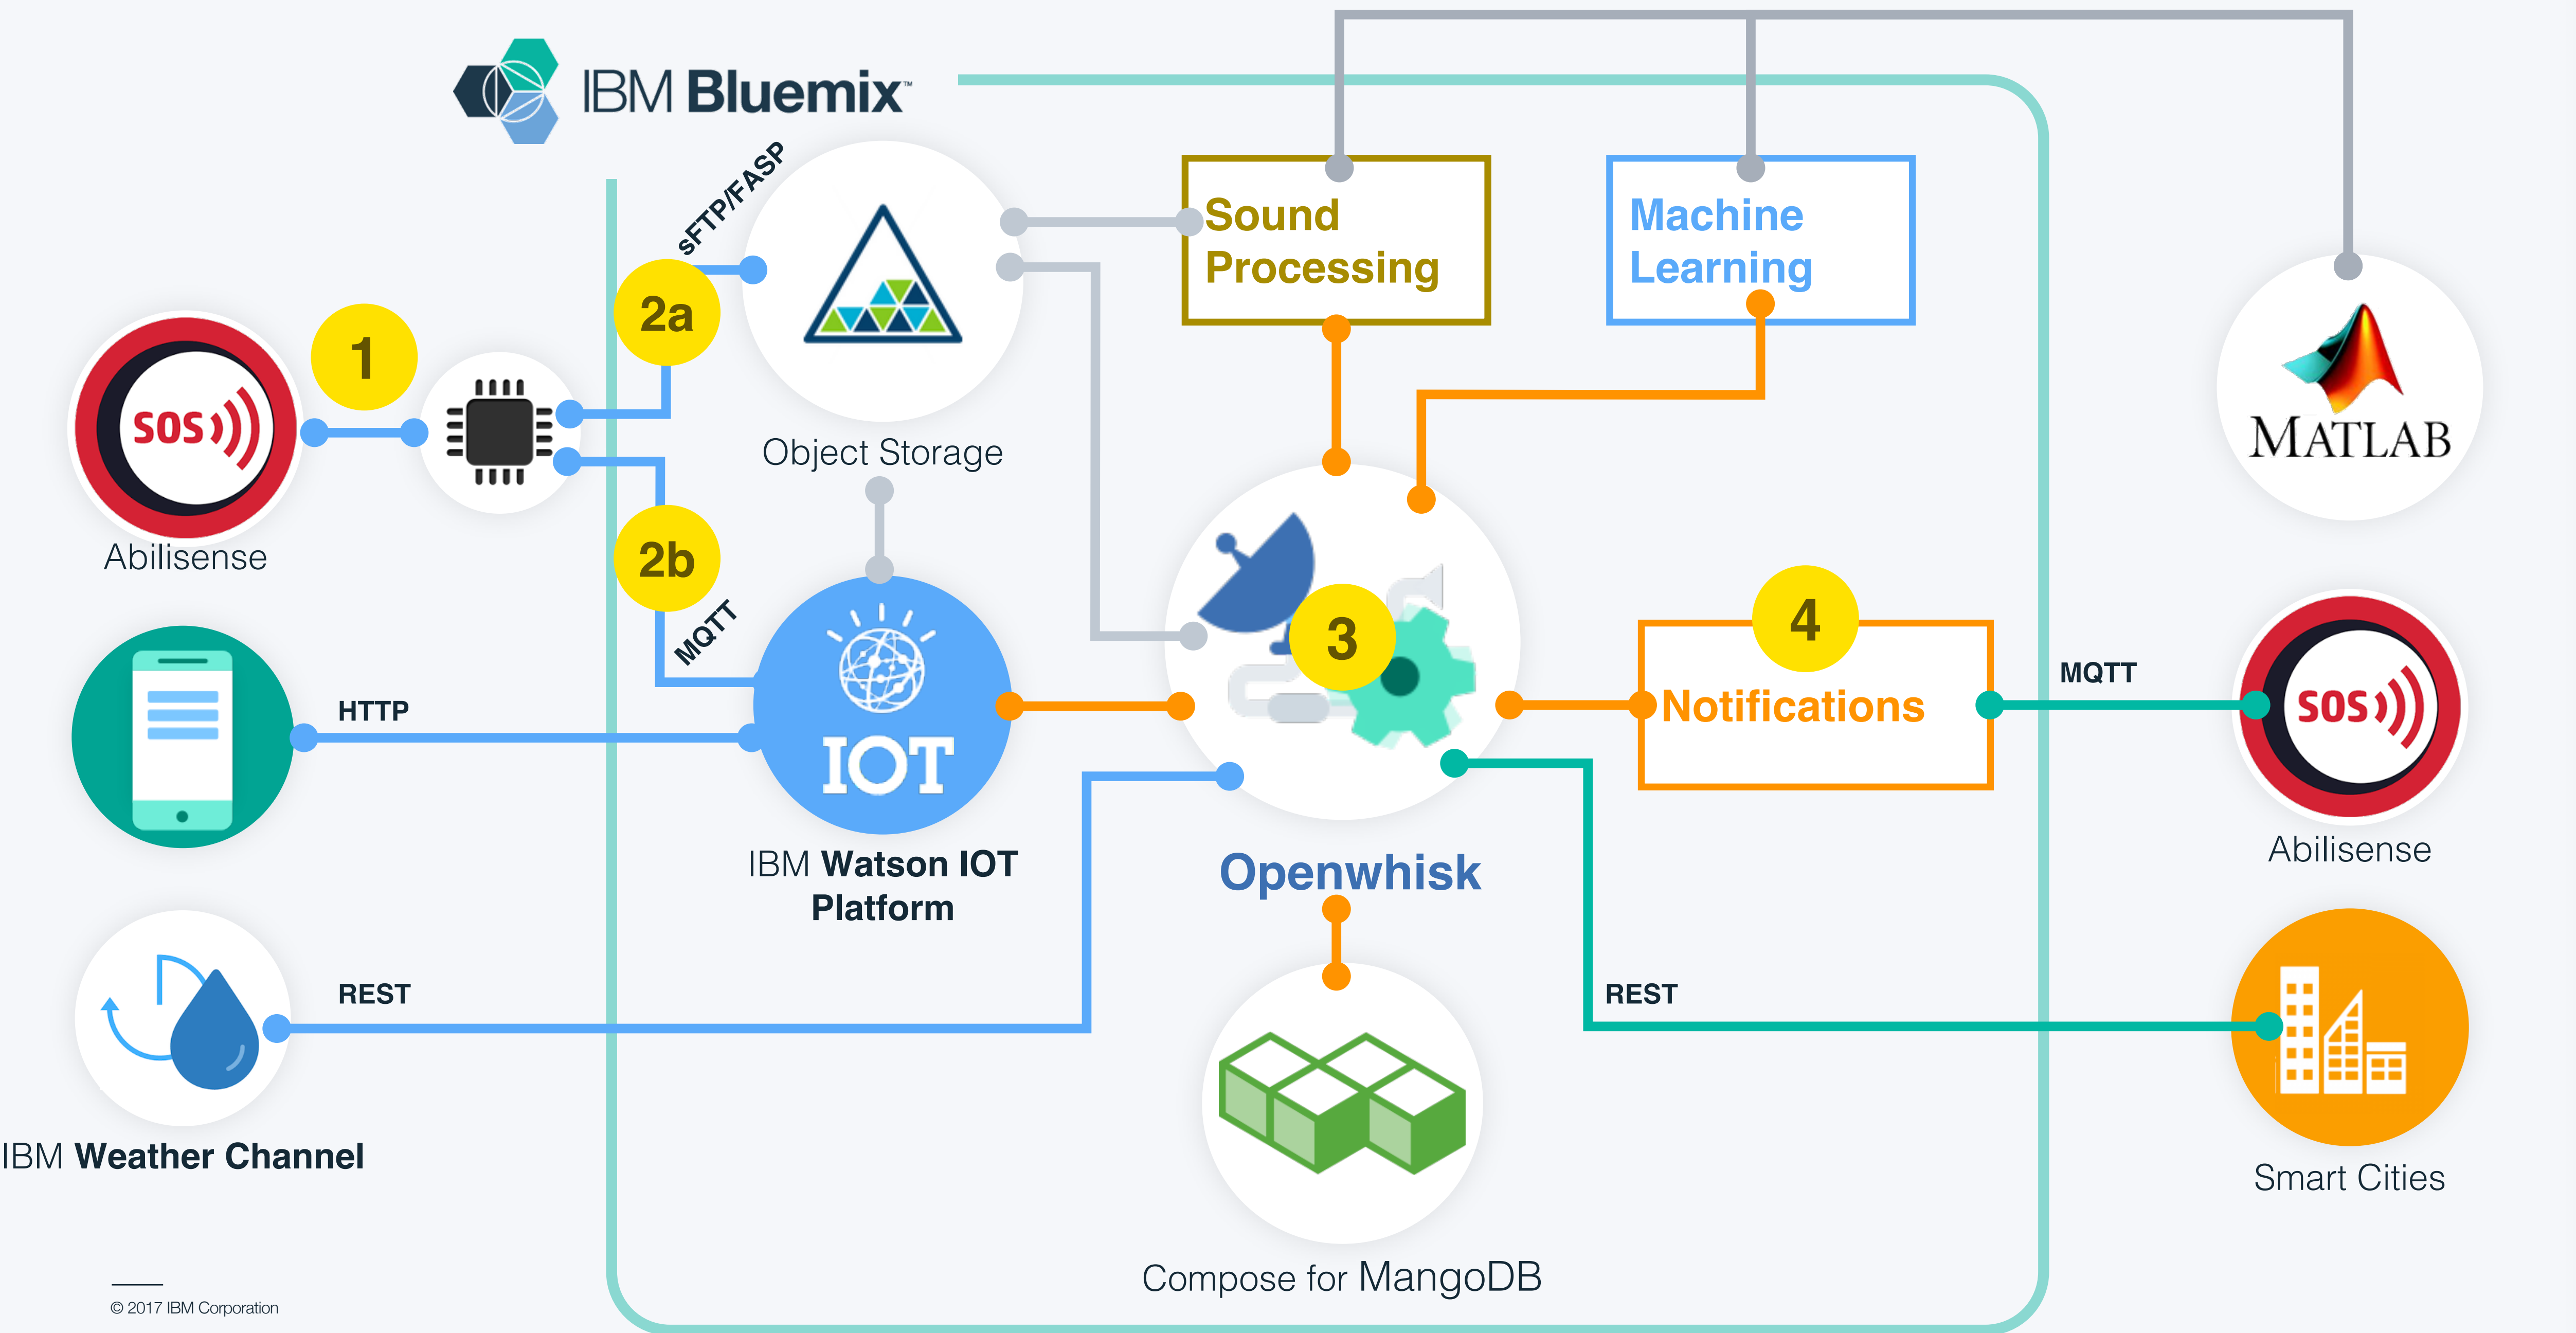 IBM Bluemix™
sFTP/FASP
Sound
Processing
Machine
Learning
2a
1
SOS
MATLAB
Object Storage
Abilisense
2b
MQTT
3
4
Notifications
MQTT
SOS
HTTP
IOT
Abilisense
IBM Watson IOT
Platform
Openwhisk
REST
REST
IBM Weather Channel
Smart Cities
Compose for MangoDB
© 2017 IBM Corporation